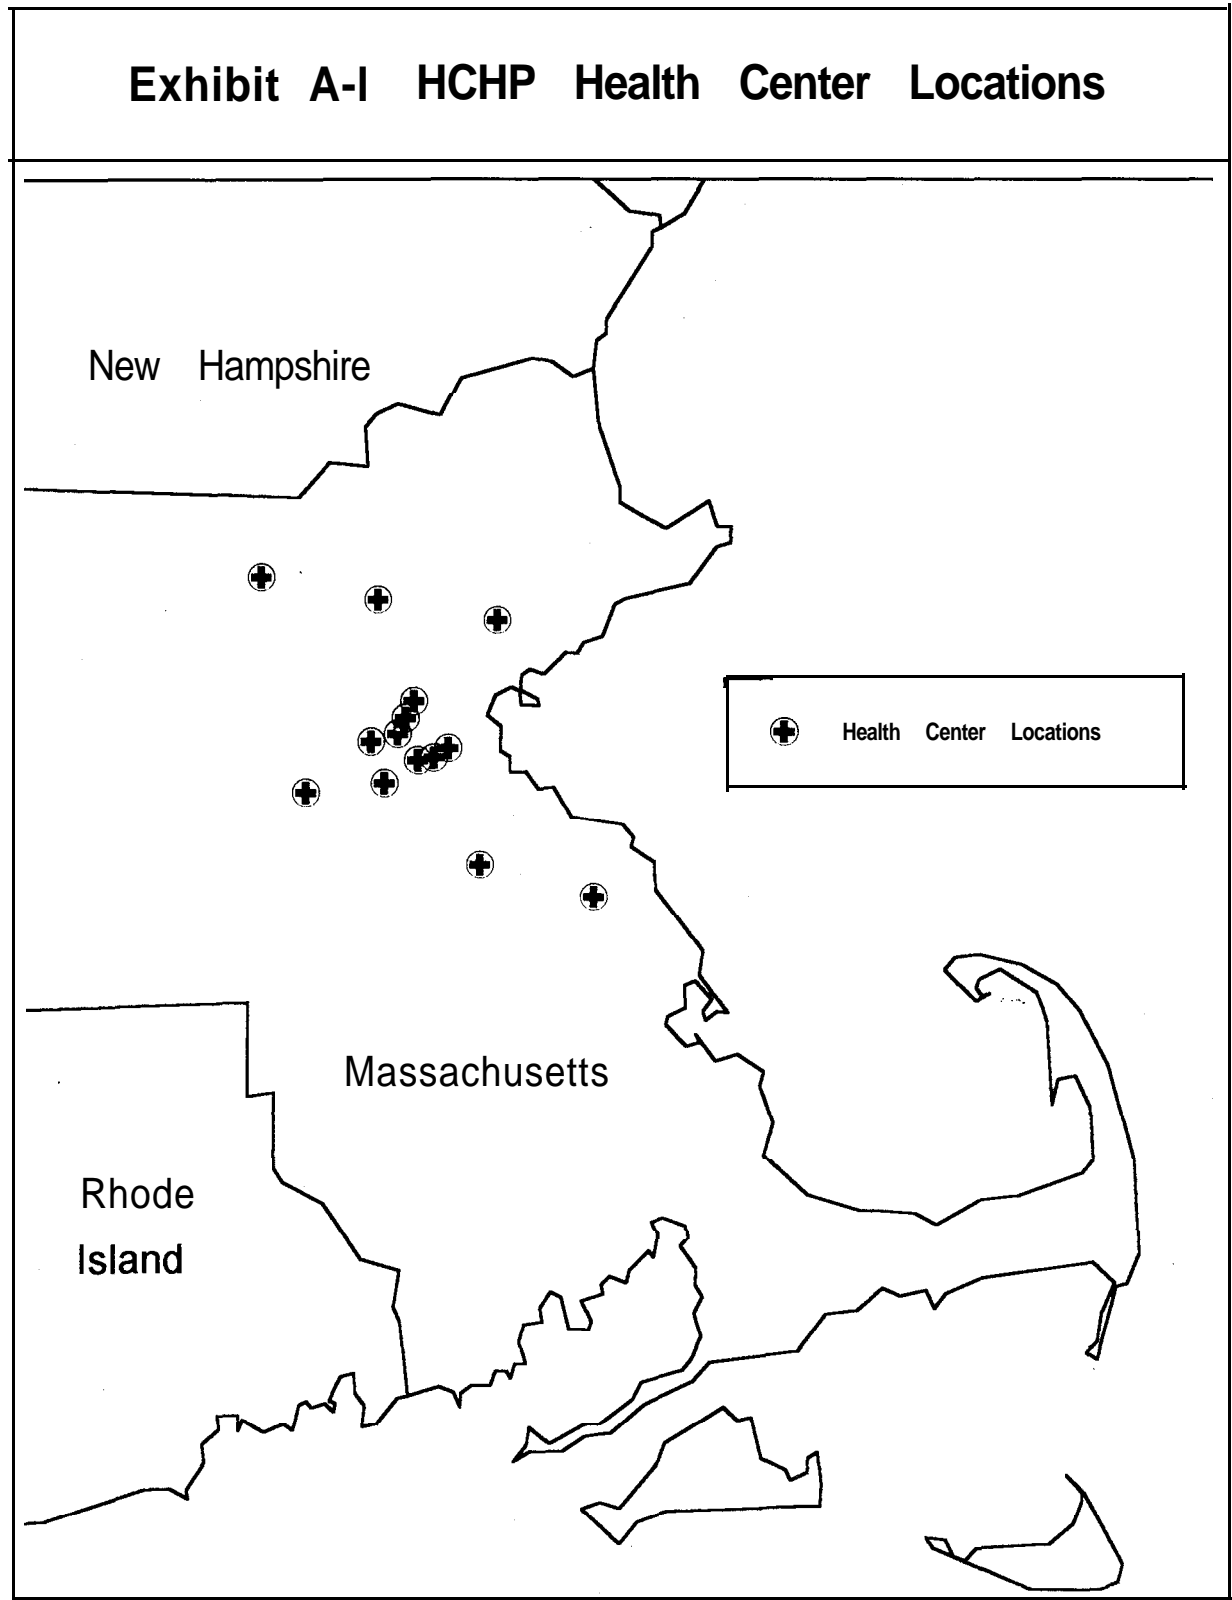 Exhibit A-I HCHP Health Center Locations
New Hampshire
Health Center Locations
Massachusetts
Rhode
Island